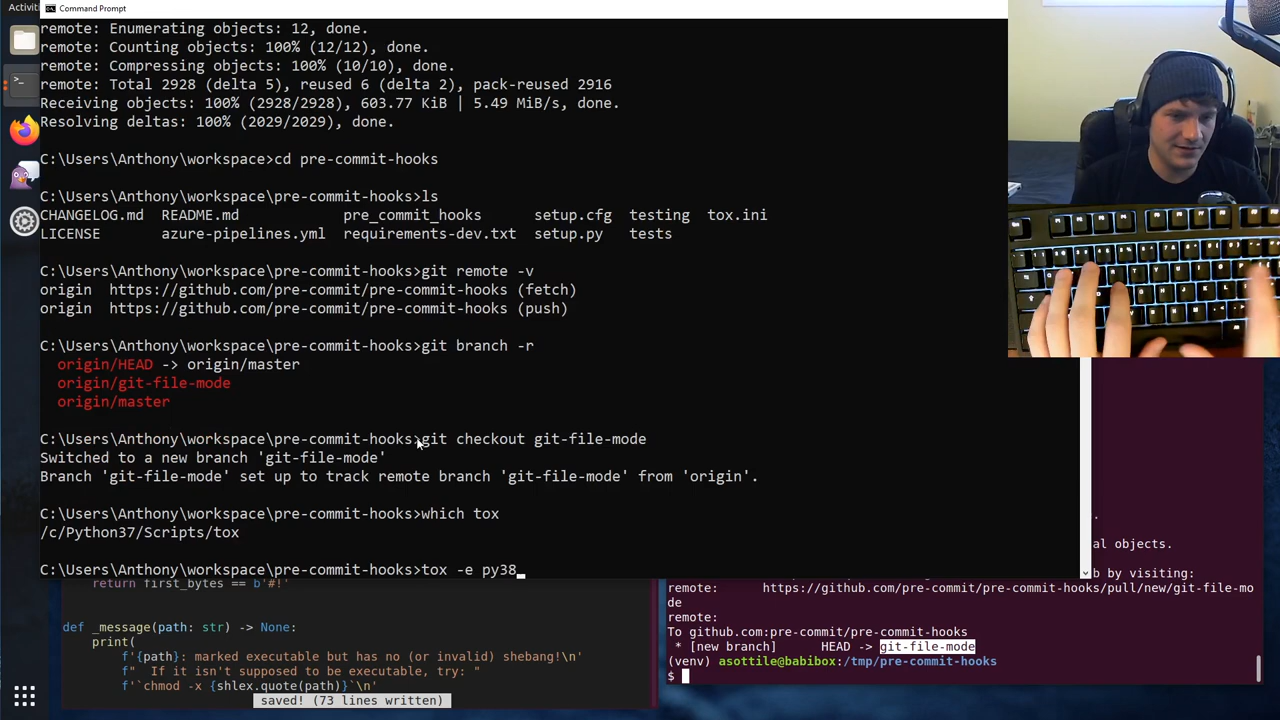 Activiti
Command Prompt
remote: Enumerating objects: 12, done.
remote: Counting objects: 100% (12/12), done.
remote: Compressing objects: 100% (10/10), done.
remote: Total 2928 (delta 5), reused 6 (delta 2), pack-reused 2916
Receiving objects: 100% (2928/2928), 603.77 KiB | 5.49 MiB/s, done.
Resolving deltas: 100% (2029/2029), done.
C:\Users\Anthony\workspace>cd pre-commit-hooks
C:\Users\Anthony\workspace\pre-commit-hooks>ls
CHANGELOG.md README.md pre_commit_hooks setup.cfg testing tox.ini
LICENSE azure-pipelines.yml requirements-dev.txt setup.py tests
C:\Users\Anthony\workspace\pre-commit-hooks>git remote -v
origin https://github.com/pre-commit/pre-commit-hooks (fetch)
origin https://github.com/pre-commit/pre-commit-hooks (push)
C:\Users\Anthony\workspace\pre-commit-hooks>git branch -r
origin/HEAD -> origin/master
origin/git-file-mode
origin/master
C:\Users\Anthony\workspace\pre-commit-hooks>git checkout git-file-mode
Switched to a new branch 'git-file-mode'
Branch 'git-file-mode' set up to track remote branch 'git-file-mode' from 'origin'.
C:\Users\Anthony\workspace\pre-commit-hooks>which tox
/c/Python37/Scripts/tox
C:\Users\Anthony\workspace\pre-commit-hooks>tox -e py38
return first_bytes == b'#!'
def _message(path: str) -> None:
print(
f'{path}: marked executable but has no (or invalid) shebang!\n'
f" If it isn't supposed to be executable, try: "
f'`chmod -x {shlex.quote(path)}`\n'
saved! (73 lines written)
.
al objects.
b by visiting:
remote: https://github.com/pre-commit/pre-commit-hooks/pull/new/git-file-mo
de
remote:
To github.com:pre-commit/pre-commit-hooks
* [new branch] HEAD -> git-file-mode
(venv) asottile@babibox:/tmp/pre-commit-hooks
$